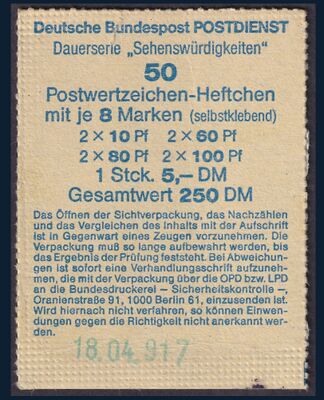 Deutsche Bundespost POSTDIENST
Dauerserie „Sehenswürdigkeiten“
50
Postwertzeichen-Heftchen
mit je 8 Marken (selbstklebend)
2 × 10 Pf 2 × 60 Pf
2 × 80 Pf 2 × 100 Pf
1 Stck. 5,– DM
Gesamtwert 250 DM
Das Öffnen der Sichtverpackung, das Nachzählen
und das Vergleichen des Inhalts mit der Aufschrift
ist in Gegenwart eines Zeugen vorzunehmen. Die
Verpackung muß so lange aufbewahrt werden, bis
das Ergebnis der Prüfung feststeht. Bei Abweichun-
gen ist sofort eine Verhandlungsschrift aufzuneh-
men, die mit der Verpackung über die OPD bzw. LPD
an die Bundesdruckerei – Sicherheitskontrolle –,
Oranienstraße 91, 1000 Berlin 61, einzusenden ist.
Wird hiernach nicht verfahren, so können Einwen-
dungen gegen die Richtigkeit nicht anerkannt wer-
den.
18.04.917